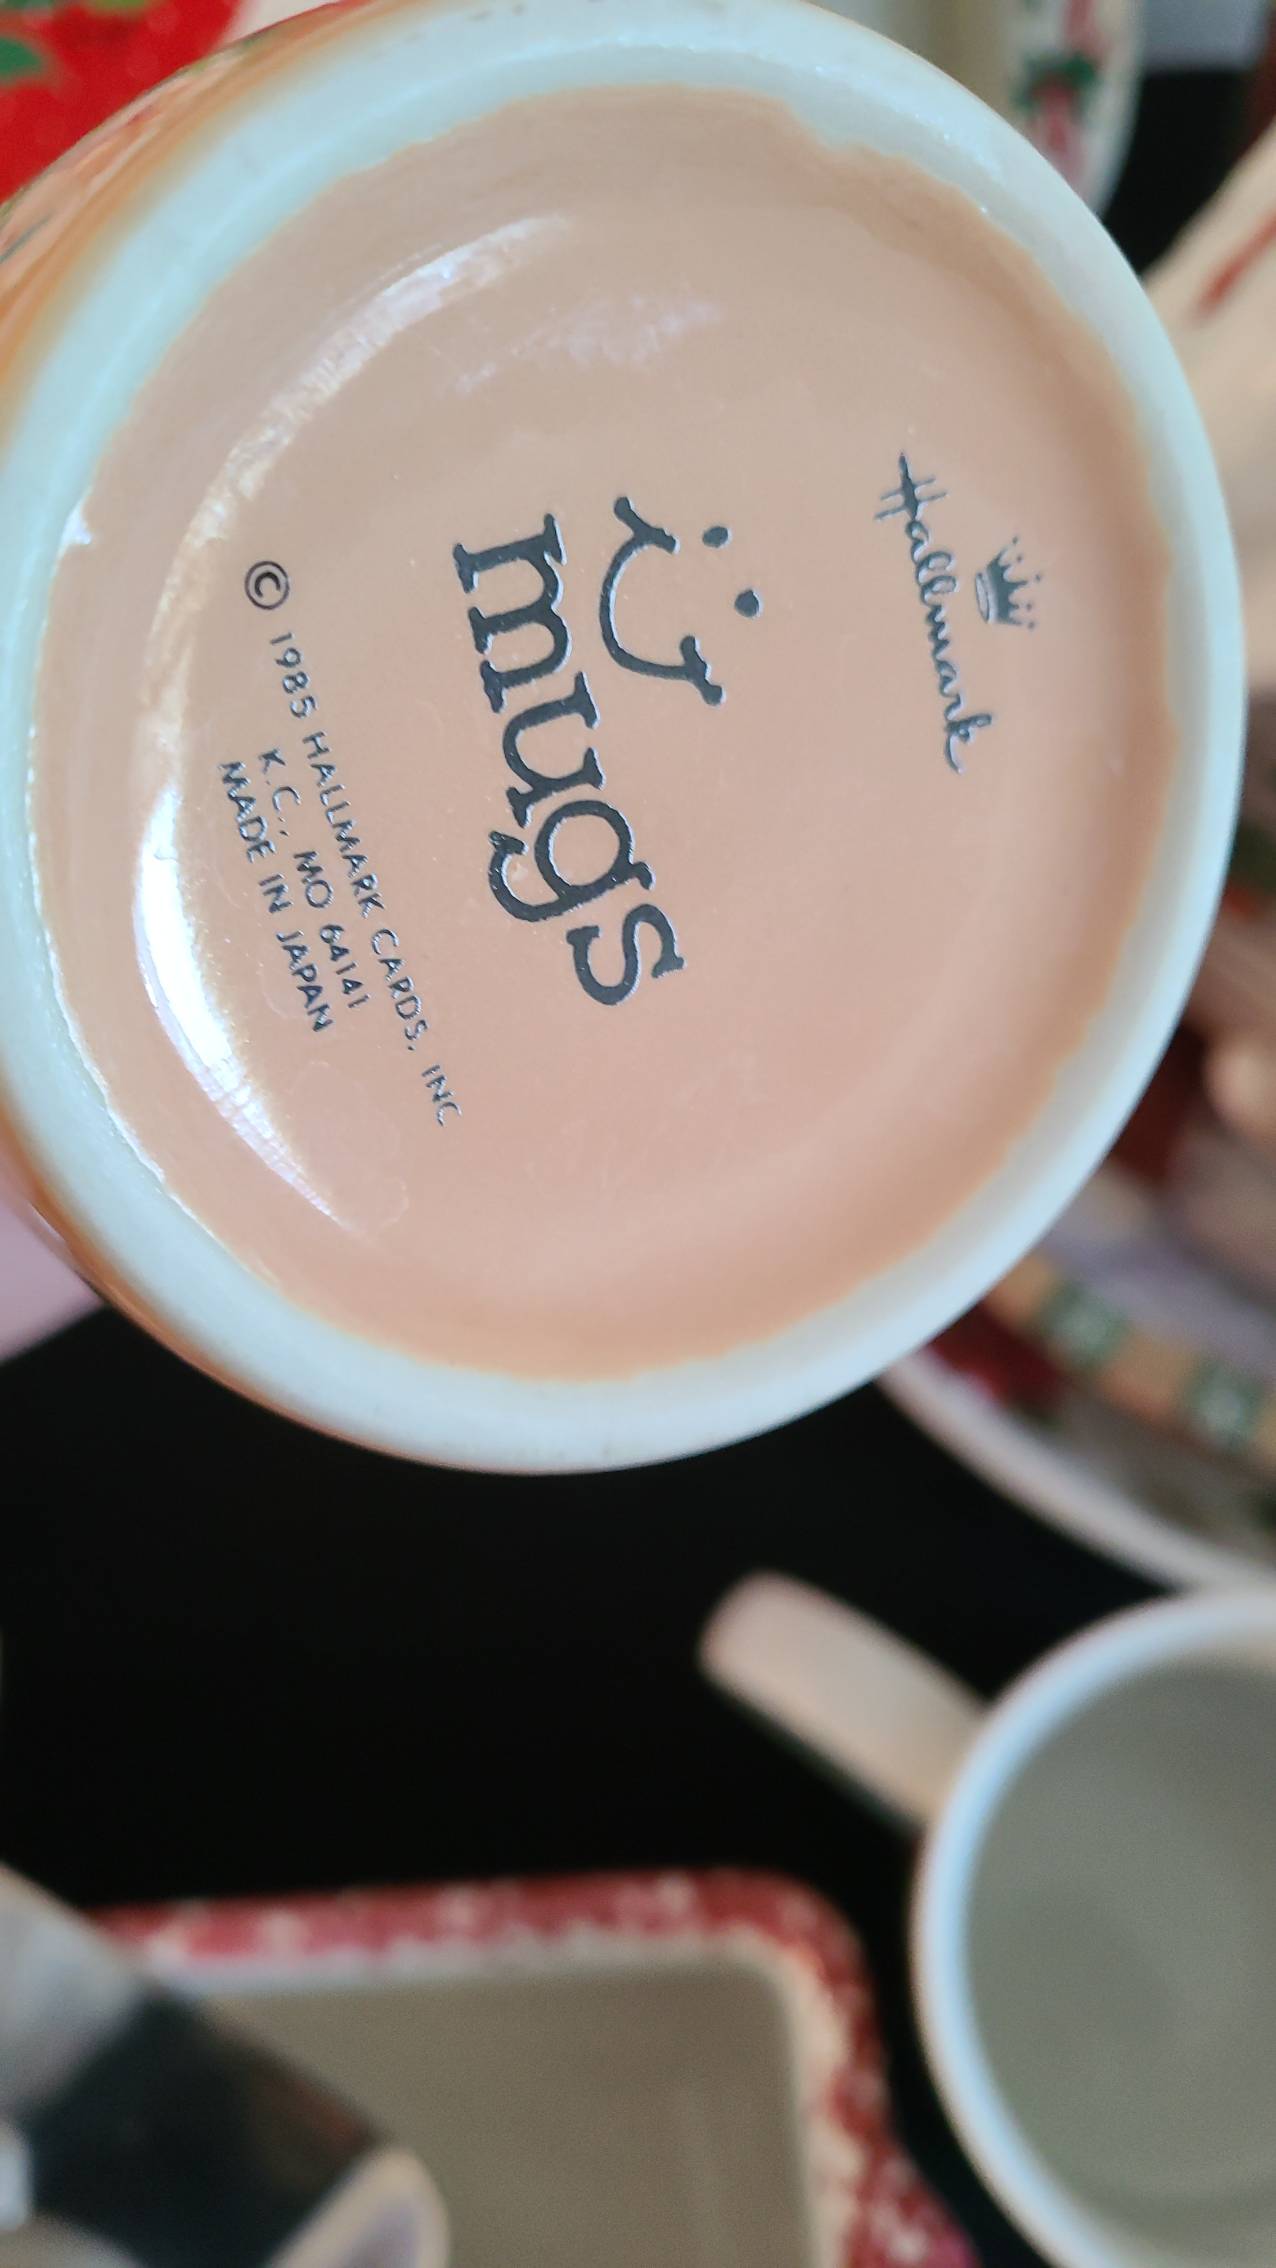 Hallmark
mugs
© 1985 HALLMARK CARDS, INC
K.C., MO 64141
MADE IN JAPAN